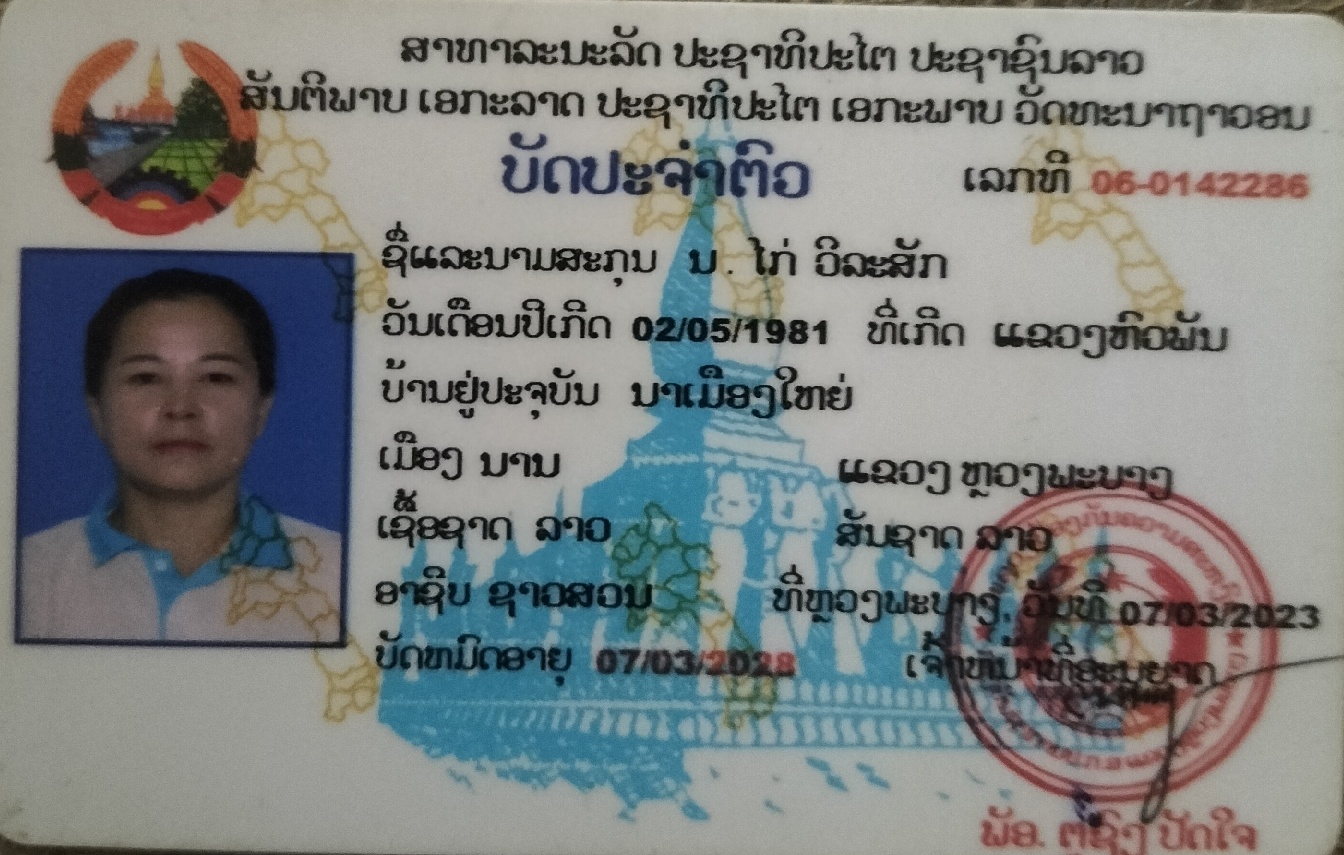 ສາທາລະນະລັດ ປະຊາທິປະໄຕ ປະຊາຊົນລາວ
ສັນຕິພາບ ເອກະລາດ ປະຊາທິປະໄຕ ເອກະພາບ ວັດທະນາຖາວອນ
ບັດປະຈຳຕົວ
ເລກທີ 06-0142286
ຊື່ແລະນາມສະກຸນ ນ. ໄກ່ ວິລະສັກ
ວັນເດືອນປີເກີດ 02/05/1981 ທີ່ເກີດ ແຂວງຫົວພັນ
ບ້ານຢູ່ປະຈຸບັນ ນາເມືອງໃຫຍ່
ເມືອງ ນານ ແຂວງ ຫຼວງພະບາງ
ເຊື້ອຊາດ ລາວ ສັນຊາດ ລາວ
ອາຊີບ ຊາວສວນ ທີ່ຫຼວງພະບາງ, ວັນທີ 07/03/2023
ບັດຫມົດອາຍຸ 07/03/2028 ເຈົ້າຫນ້າທີ່ອະນຸຍາດ
ພັອ. ປັດໃຈ